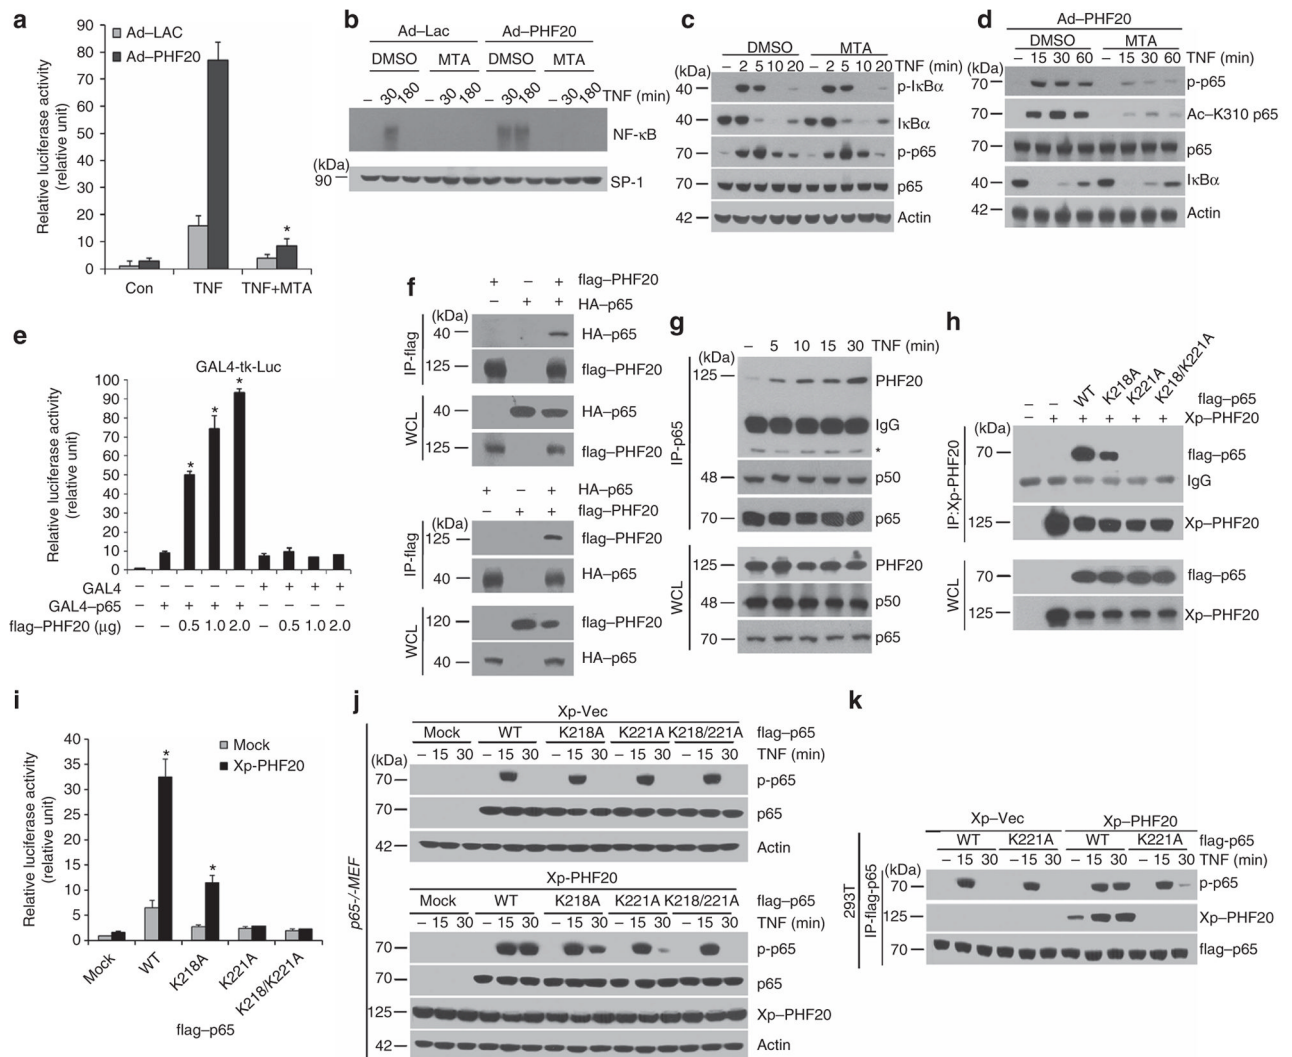 a
Relative luciferase activity
(relative unit)
90
80
70
60
50
40
30
20
10
0
Ad–LAC
Ad–PHF20
*
Con TNF TNF+MTA
b
Ad–Lac Ad–PHF20
DMSO MTA DMSO MTA
– 30 180 – 30 180 – 30 180 – 30 180 TNF (min)
NF-κB
(kDa)
90
SP-1
c
DMSO MTA
– 2 5 10 20 – 2 5 10 20 TNF (min)
(kDa)
40 p-IκBα
40 IκBα
70 p-p65
70 p65
42 Actin
d
Ad–PHF20
DMSO MTA
– 15 30 60 – 15 30 60 TNF (min)
(kDa)
70 p-p65
70 Ac–K310 p65
70 p65
40 IκBα
42 Actin
e
GAL4-tk-Luc
Relative luciferase activity
(relative unit)
100
90
80
70
60
50
40
30
20
10
0
* * *
GAL4 – – – – – + + + +
GAL4–p65 – + + + + – – – –
flag–PHF20 (μg) – – 0.5 1.0 2.0 – 0.5 1.0 2.0
f
+ – + flag–PHF20
– + + HA–p65
(kDa)
IP-flag
40 HA–p65
125 flag–PHF20
WCL
40 HA–p65
125 flag–PHF20
+ – + HA–p65
– + + flag–PHF20
(kDa)
IP-flag
125 flag–PHF20
40 HA–p65
WCL
120 flag–PHF20
40 HA–p65
g
– 5 10 15 30 TNF (min)
(kDa)
IP-p65
125 PHF20
IgG
*
48 p50
70 p65
WCL
125 PHF20
48 p50
70 p65
h
– – WT K218A K221A K218/K221A flag–p65
– + + + + + Xp–PHF20
(kDa)
IP:Xp-PHF20
70 flag–p65
IgG
125 Xp–PHF20
WCL
70 flag–p65
125 Xp–PHF20
i
Relative luciferase activity
(relative unit)
40
35
30
25
20
15
10
5
0
Mock
Xp-PHF20
* *
Mock WT K218A K221A K218/K221A
flag–p65
j
p65-/-MEF
Xp-Vec
Mock WT K218A K221A K218/221A flag–p65
– 15 30 – 15 30 – 15 30 – 15 30 – 15 30 TNF (min)
(kDa)
70 p-p65
70 p65
42 Actin
Xp-PHF20
Mock WT K218A K221A K218/221A flag–p65
– 15 30 – 15 30 – 15 30 – 15 30 – 15 30 TNF (min)
70 p-p65
70 p65
125 Xp–PHF20
42 Actin
k
293T
IP-flag-p65
Xp–Vec Xp–PHF20
WT K221A WT K221A flag-p65
– 15 30 – 15 30 – 15 30 – 15 30 TNF (min)
(kDa)
70 p-p65
125 Xp–PHF20
70 flag–p65